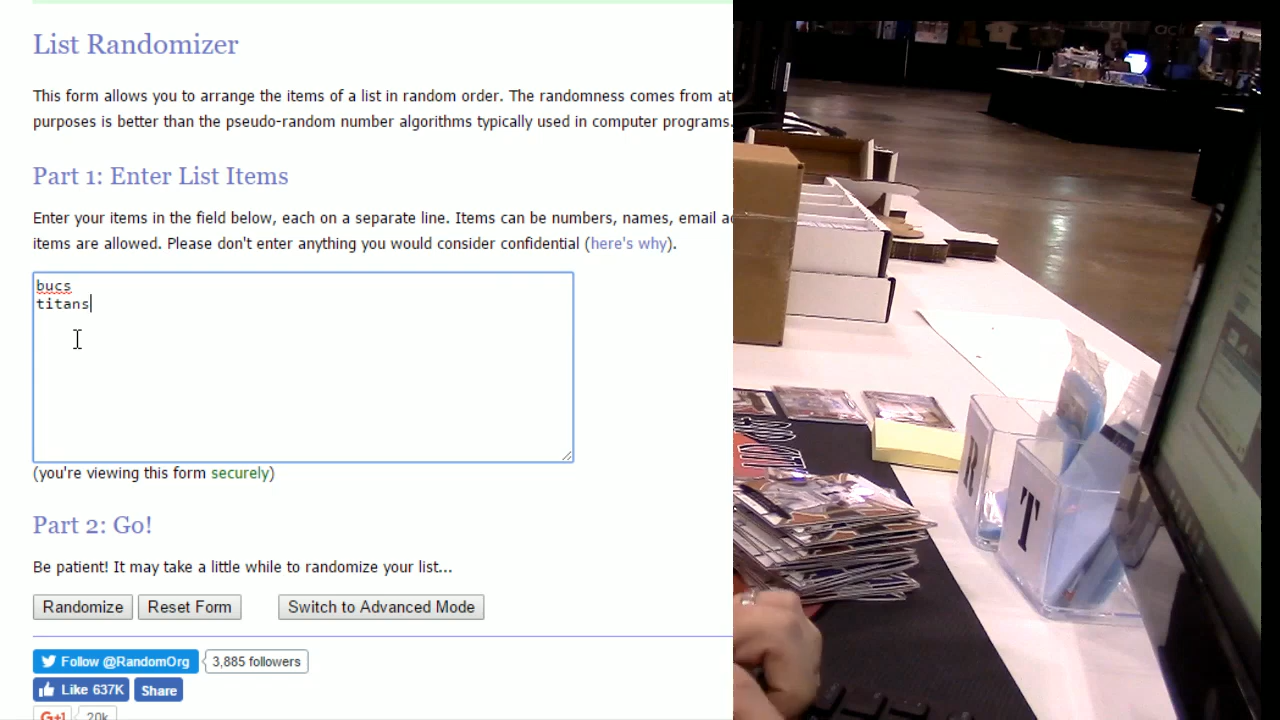 List Randomizer
This form allows you to arrange the items of a list in random order. The randomness comes from at
purposes is better than the pseudo-random number algorithms typically used in computer programs.
Part 1: Enter List Items
Enter your items in the field below, each on a separate line. Items can be numbers, names, email a
items are allowed. Please don't enter anything you would consider confidential (here's why).
bucs
titans
(you're viewing this form securely)
Part 2: Go!
Be patient! It may take a little while to randomize your list...
Randomize Reset Form Switch to Advanced Mode
Follow @RandomOrg 3,885 followers
Like 637K Share
G+1 20k
R
T